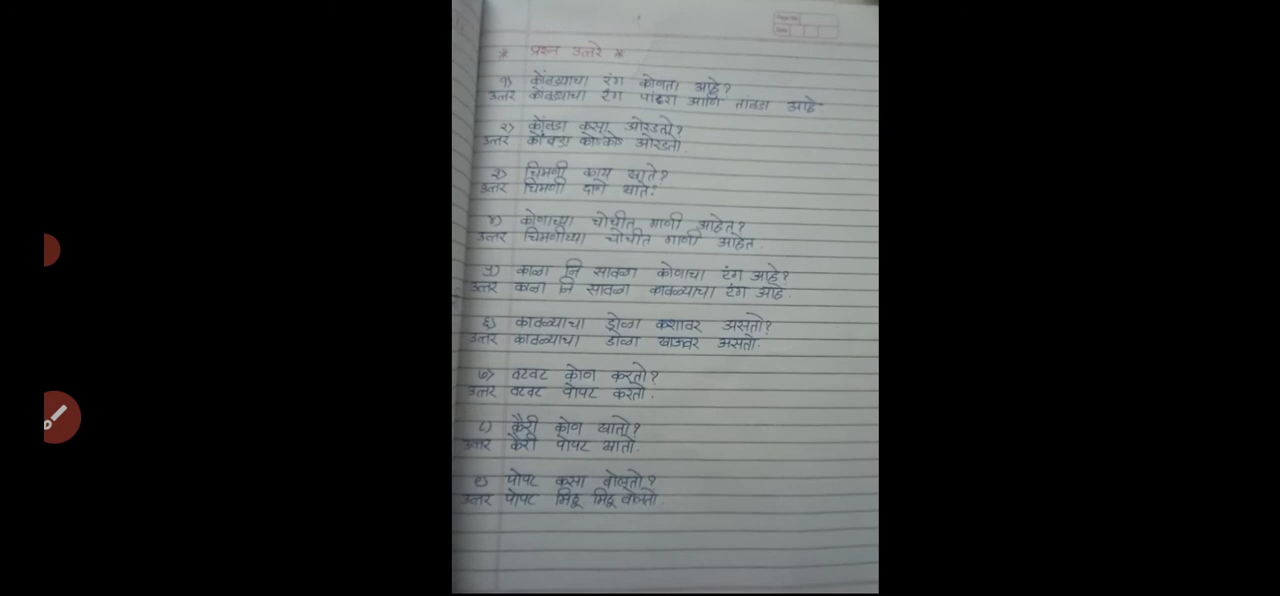 * प्रश्न उत्तरे *
१) कोंबड्याचा रंग कोणता आहे?
उत्तर कोंबड्याचा रंग पांढरा आणि तांबडा आहे.
२) कोंबडा कसा ओरडतो?
उत्तर कोंबडा ओरडतो.
३) चिमणी काय खाते?
उत्तर चिमणी दाणे खाते.
४) कोणाच्या चोचीत गाणी आहेत?
उत्तर चिमणीच्या चोचीत गाणी आहेत.
५) काळा नि सावळा कोणाचा रंग आहे?
उत्तर काळा नि सावळा कावळ्याचा रंग आहे.
६) कावळ्याचा डोळा कशावर असतो?
उत्तर कावळ्याचा डोळा खाऊवर असतो.
७) वटवट कोण करतो?
उत्तर वटवट पोपट करतो.
८) कैरी कोण खातो?
उत्तर कैरी पोपट खातो.
९) पोपट कसा बोलतो?
उत्तर पोपट मिठू मिठू बोलतो.